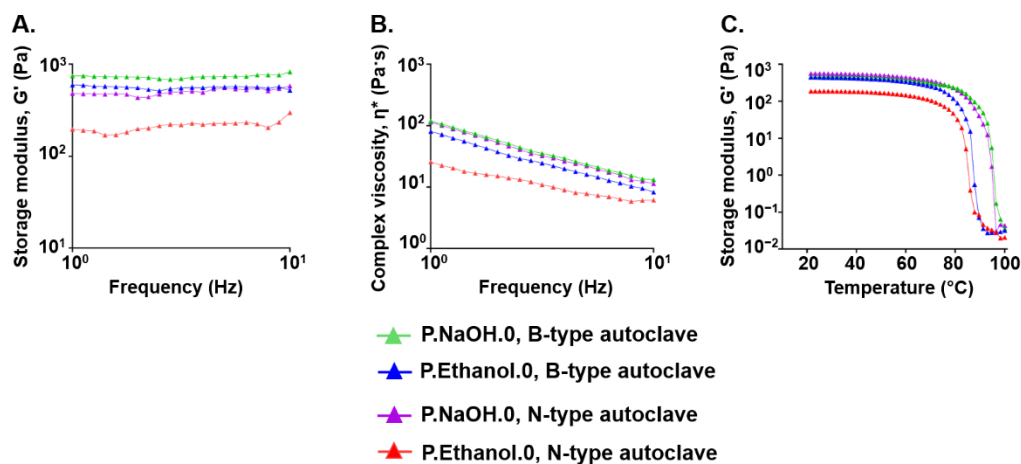 A.
Storage modulus, G' (Pa)
10³
10²
10¹
10⁰
10¹
Frequency (Hz)
B.
Complex viscosity, η* (Pa·s)
10³
10²
10¹
10⁰
10⁰
10¹
Frequency (Hz)
C.
Storage modulus, G' (Pa)
10³
10²
10¹
10⁰
10⁻¹
10⁻²
20
40
60
80
100
Temperature (°C)
P.NaOH.0, B-type autoclave
P.Ethanol.0, B-type autoclave
P.NaOH.0, N-type autoclave
P.Ethanol.0, N-type autoclave